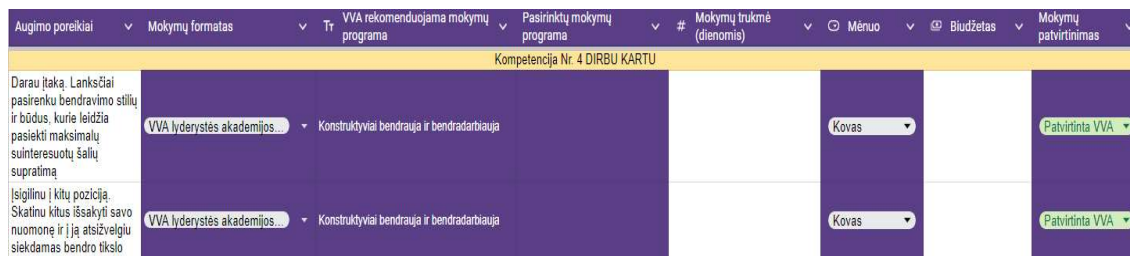 Augimo poreikiai
Mokymų formatas
Tт VVA rekomenduojama mokymų
programa
Pasirinktų mokymų
programa
# Mokymų trukmė
(dienomis)
Mėnuo
Biudžetas
Mokymų
patvirtinimas
Kompetencija Nr. 4 DIRBU KARTU
Darau įtaką. Lanksčiai
pasirenku bendravimo stilių
ir būdus, kurie leidžia
pasiekti maksimalų
suinteresuotų šalių
supratimą
VVA lyderystės akademijos...
Konstruktyviai bendrauja ir bendradarbiauja
Kovas
Patvirtinta VVA
Įsigilinu į kitų poziciją.
Skatinu kitus išsakyti savo
nuomonę ir į ją atsižvelgiu
siekdamas bendro tikslo
VVA lyderystės akademijos...
Konstruktyviai bendrauja ir bendradarbiauja
Kovas
Patvirtinta VVA